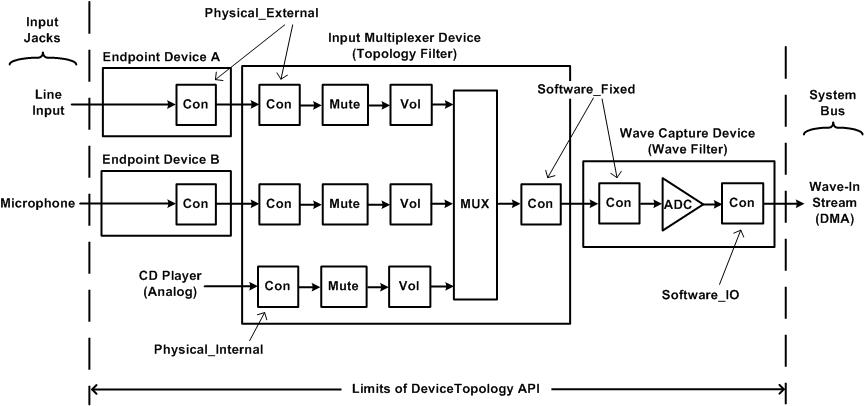 Input
Jacks
Physical_External
Input Multiplexer Device
(Topology Filter)
Endpoint Device A
Line
Input
Con
Con
Mute
Vol
Software_Fixed
System
Bus
Wave Capture Device
(Wave Filter)
Endpoint Device B
Microphone
Con
Con
Mute
Vol
MUX
Con
Con
ADC
Con
Wave-In
Stream
(DMA)
CD Player
(Analog)
Con
Mute
Vol
Software_IO
Physical_Internal
Limits of DeviceTopology API